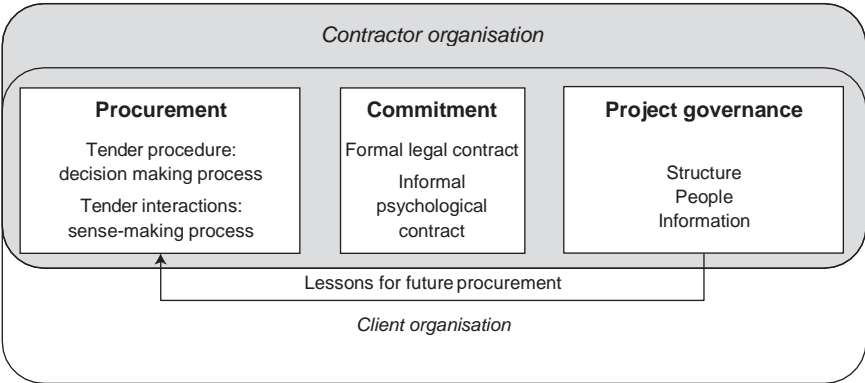 Contractor organisation
Procurement
Tender procedure:
decision making process
Tender interactions:
sense-making process
Commitment
Formal legal contract
Informal
psychological
contract
Project governance
Structure
People
Information
Lessons for future procurement
Client organisation